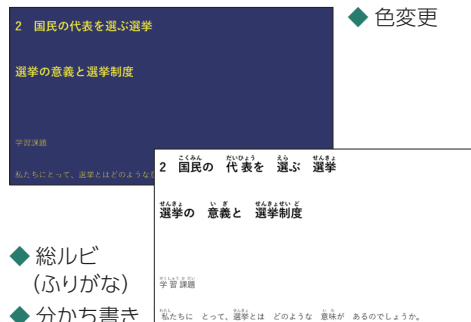 2 国民の代表を選ぶ選挙
選挙の意義と選挙制度
学習課題
私たちにとって、選挙とはどのような
◆ 色変更
こくみん だいひょう えら せんきょ
2 国民の 代表を 選ぶ 選挙
せんきょ いぎ せんきょせいど
選挙の 意義と 選挙制度
がくしゅうかだい
学習課題
わたし せんきょ いみ
私たちに とって、選挙とは どのような 意味が あるのでしょうか。
◆ 総ルビ
(ふりがな)
◆ 分かち書き